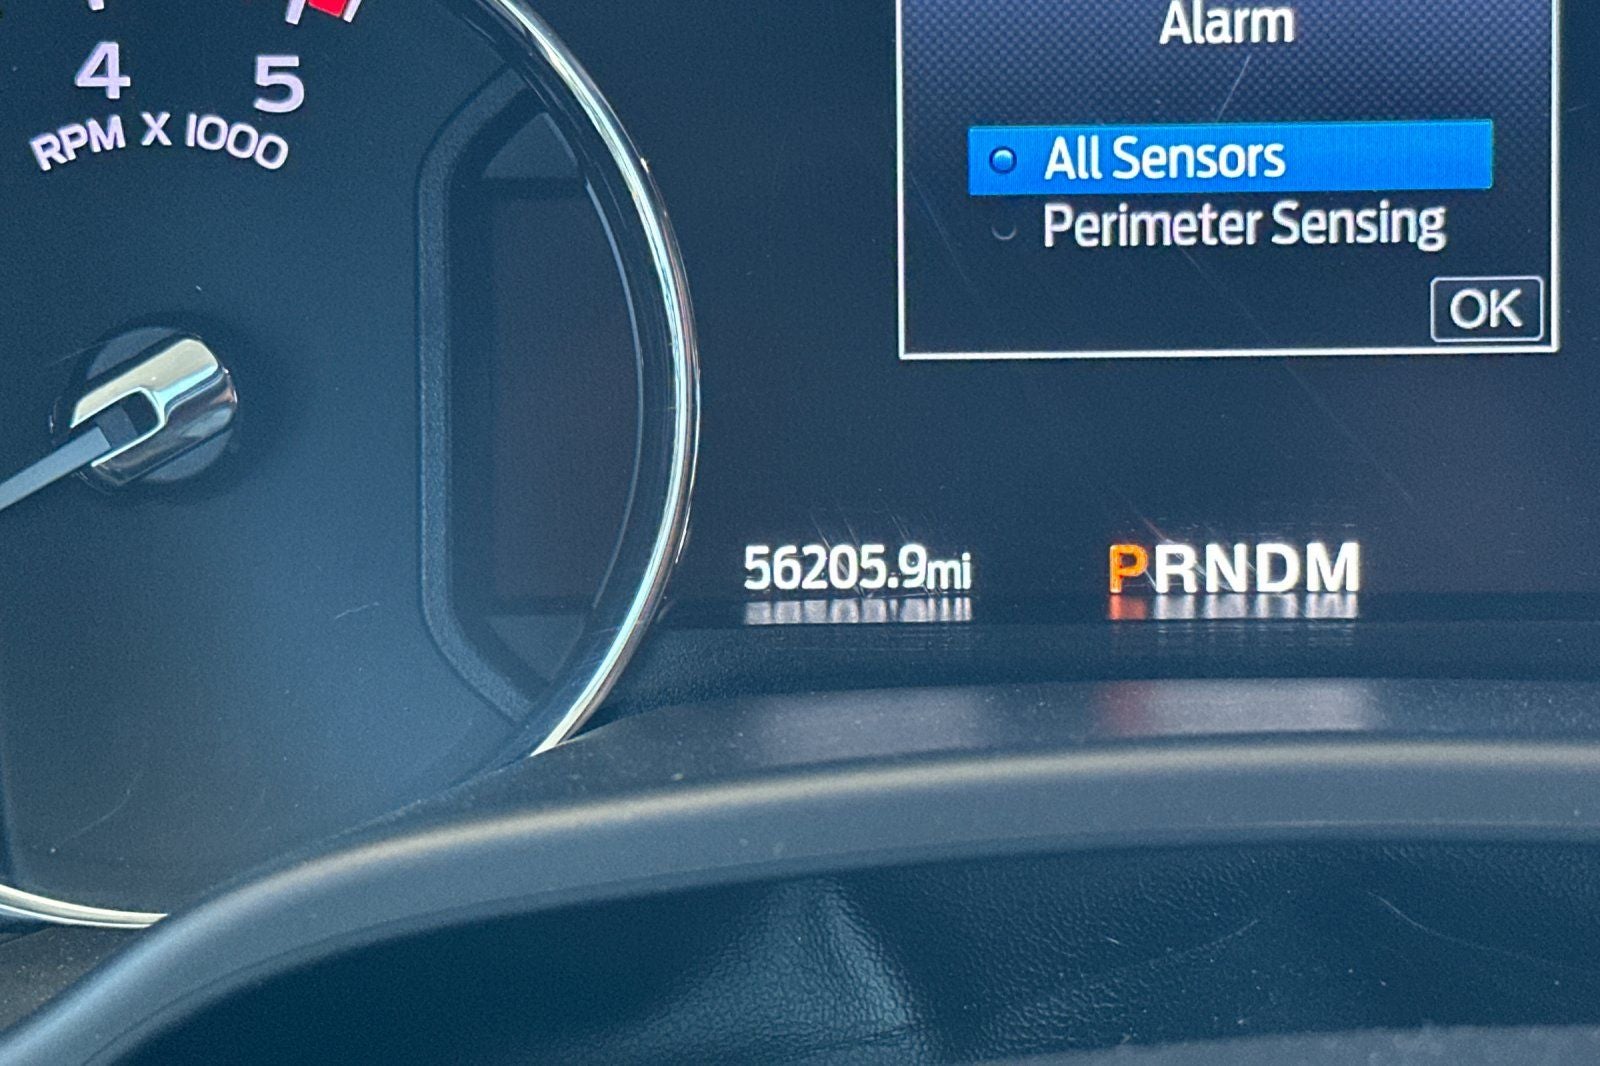 4 5
RPM X 1000
Alarm
All Sensors
Perimeter Sensing
OK
56205.9mi
PRNDM